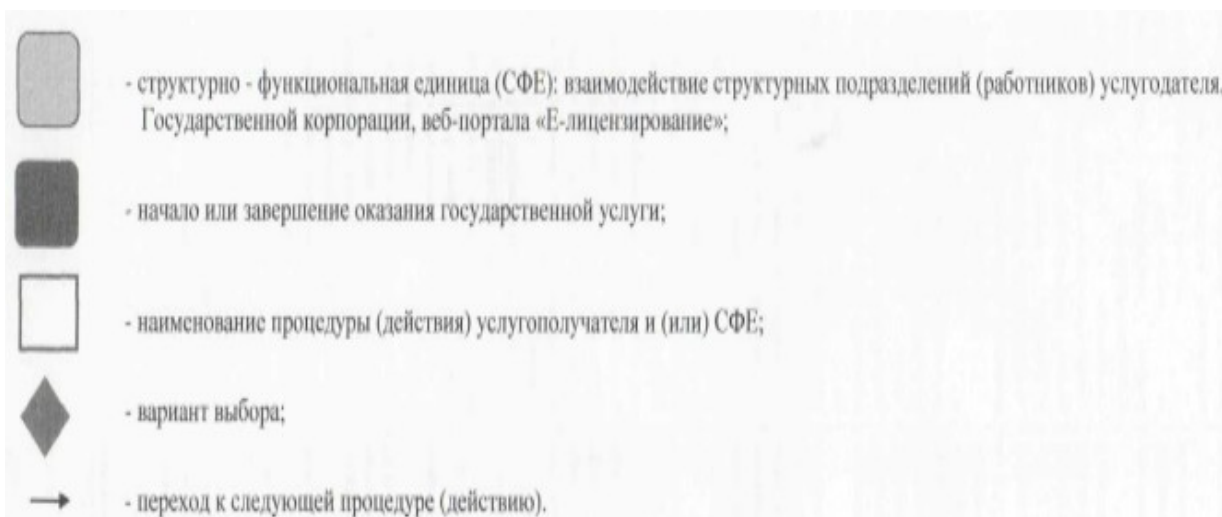 - структурно - функциональная единица (СФЕ): взаимодействие структурных подразделений (работников) услугодателя,
Государственной корпорации, веб-портала «Е-лицензирование»;
- начало или завершение оказания государственной услуги;
- наименование процедуры (действия) услугополучателя и (или) СФЕ;
- вариант выбора;
- переход к следующей процедуре (действию).